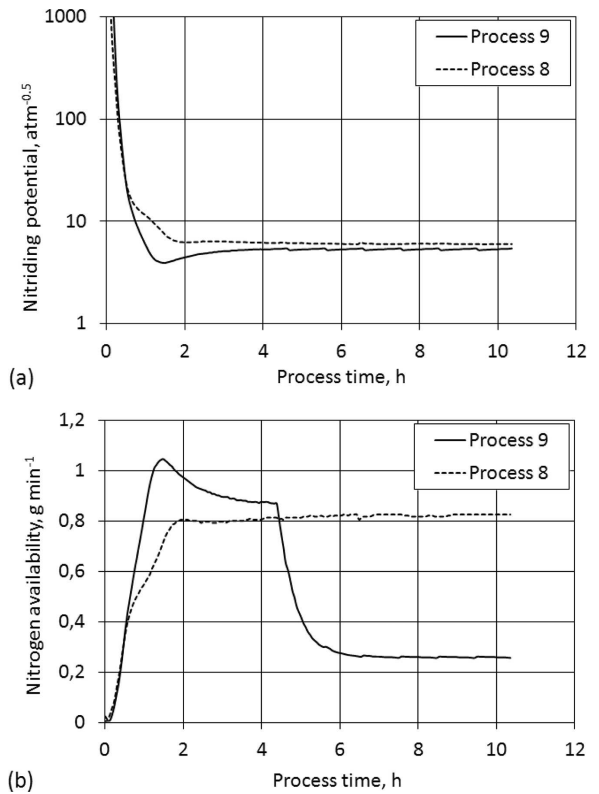 1000
100
10
1
Nitriding potential, atm-0.5
Process 9
Process 8
0 2 4 6 8 10 12
Process time, h
(a)
1,2
1
0,8
0,6
0,4
0,2
0
Nitrogen availability, g min-1
Process 9
Process 8
0 2 4 6 8 10 12
Process time, h
(b)